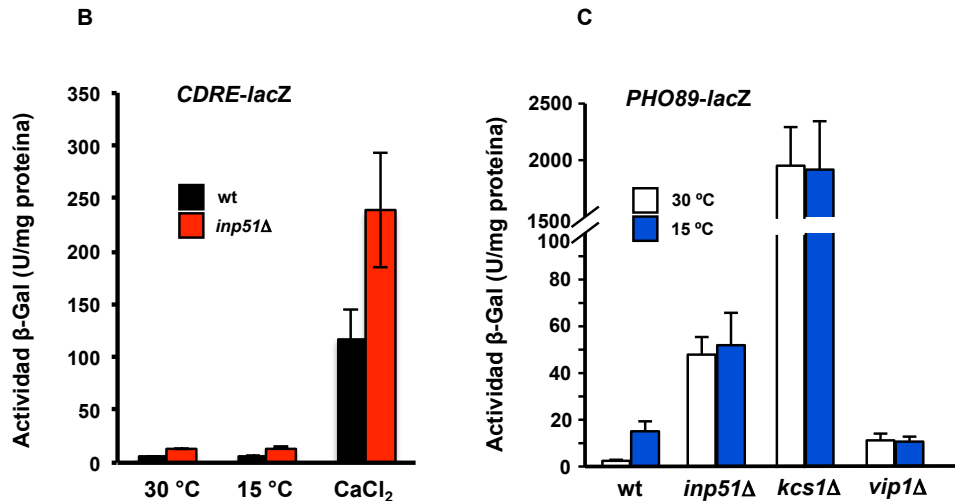 B
CDRE-lacZ
Actividad β-Gal (U/mg proteína)
350
300
250
200
150
100
50
0
wt
inp51Δ
30 °C 15 °C CaCl₂
C
PHO89-lacZ
Actividad β-Gal (U/mg proteína)
2500
2000
1500
100
80
60
40
20
0
30 ºC
15 ºC
wt inp51Δ kcs1Δ vip1Δ